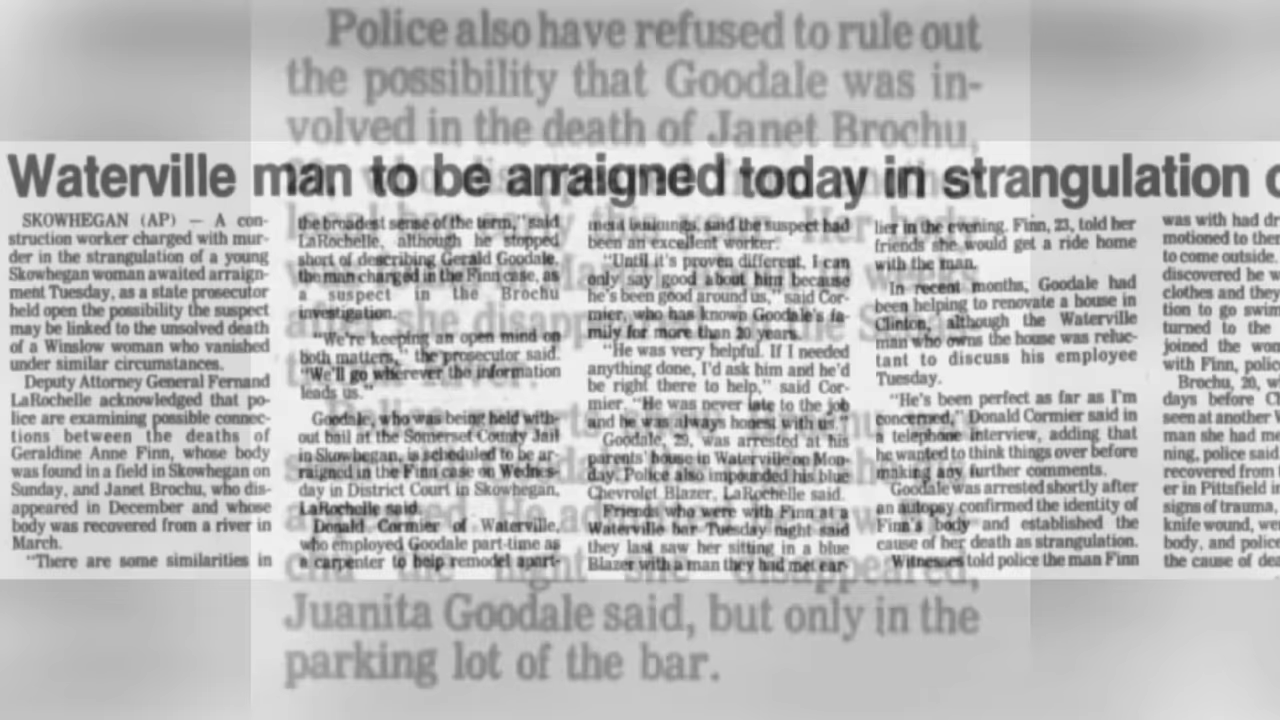 Police also have refused to rule out
the possibility that Goodale was in-
volved in the death of Janet Brochu,
Waterville man to be arraigned today in strangulation
SKOWHEGAN (AP) — A con-
struction worker charged with mur-
der in the strangulation of a young
Skowhegan woman awaited arraign-
ment Tuesday, as a state prosecutor
held open the possibility the suspect
may be linked to the unsolved death
of a Winslow woman who vanished
under similar circumstances.
Deputy Attorney General Fernand
LaRochelle acknowledged that po-
lice are examining possible connec-
tions between the deaths of
Geraldine Anne Finn, whose body
was found in a field in Skowhegan on
Sunday, and Janet Brochu, who dis-
appeared in December and whose
body was recovered from a river in
March.
"There are some similarities in
the broadest sense of the term," said
LaRochelle, although he stopped
short of describing Gerald Goodale,
the man charged in the Finn case, as
a suspect in the Brochu
investigation.
"We're keeping an open mind on
both matters," the prosecutor said.
"We'll go wherever the information
leads us."
Goodale, who was being held with-
out bail at the Somerset County Jail
in Skowhegan, is scheduled to be ar-
raigned in the Finn case on Wednes-
day in District Court in Skowhegan,
LaRochelle said.
Donald Cormier of Waterville,
who employed Goodale part-time as
a carpenter to help remodel apart-
ment buildings, said the suspect had
been an excellent worker.
"Until it's proven different, I can
only say good about him because
he's been good around us," said Cor-
mier, who has known Goodale's fa-
mily for more than 20 years.
"He was very helpful. If I needed
anything done, I'd ask him and he'd
be right there to help," said Cor-
mier. "He was never late to the job
and he was always honest with us."
Goodale, 29, was arrested at his
parents' house in Waterville on Mon-
day. Police also impounded his blue
Chevrolet Blazer, LaRochelle said.
Friends who were with Finn at a
Waterville bar Tuesday night said
they last saw her sitting in a blue
Blazer with a man they had met ear-
lier in the evening. Finn, 23, told her
friends she would get a ride home
with the man.
In recent months, Goodale had
been helping to renovate a house in
Clinton, although the Waterville
man who owns the house was reluc-
tant to discuss his employee
Tuesday.
"He's been perfect as far as I'm
concerned," Donald Cormier said in
a telephone interview, adding that
he wanted to think things over before
making any further comments.
Goodale was arrested shortly after
an autopsy confirmed the identity of
Finn's body and established the
cause of her death as strangulation.
Witnesses told police the man Finn
was with had
motioned to
to come outside.
discovered he
clothes and they
tion to go
turned to the
joined the
with Finn,
Brochu, 20,
days before
seen at another
man she had
ning, police said
recovered from
er in Pittsfield
signs of trauma,
knife wound,
body, and police
the cause of
the night she disappeared,
Juanita Goodale said, but only in the
parking lot of the bar.